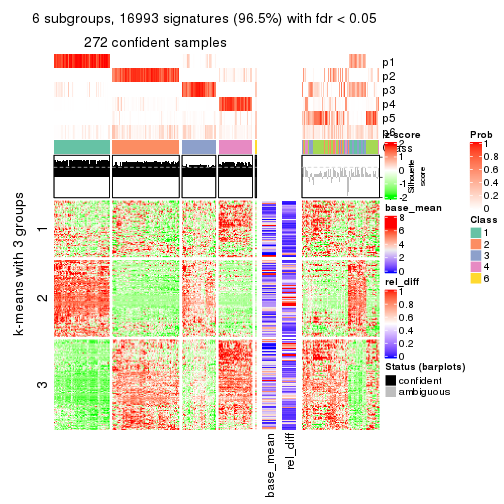 6 subgroups, 16993 signatures (96.5%) with fdr < 0.05
272 confident samples
p1
p2
p3
p4
p5
p6
z-score
2
1
0
-1
-2
Silhouette
score
Prob
1
0.8
0.6
0.4
0.2
0
Class
1
2
3
4
6
base_mean
8
6
4
2
0
rel_diff
1
0.8
0.6
0.4
0.2
0
Status (barplots)
confident
ambiguous
k-means with 3 groups
1
2
3
base_mean
rel_diff